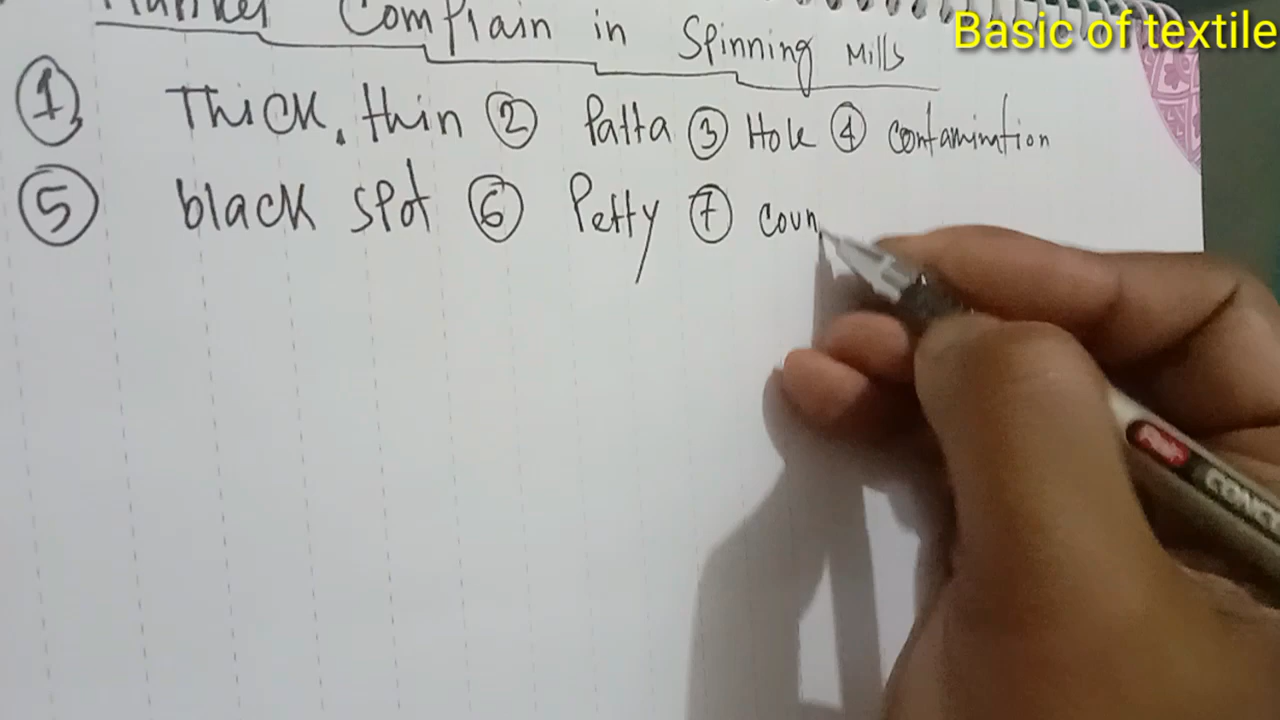 Basic of textile
Complain in Spinning Mills
① Thick, thin ② Patta ③ Hole ④ contamination
⑤ black spot ⑥ Petty ⑦ coun